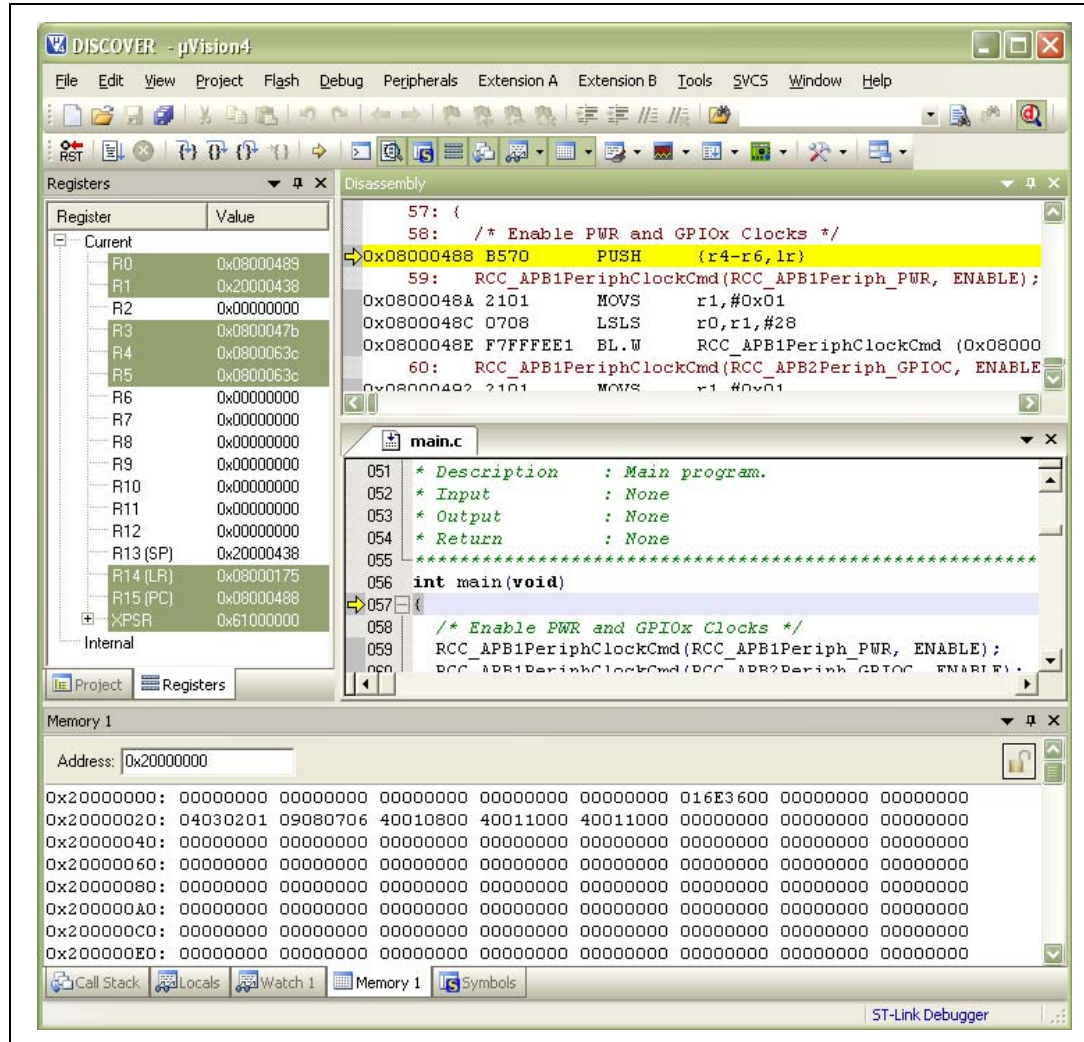 DISCOVER - µVision4
File Edit View Project Flash Debug Peripherals Extension A Extension B Tools SVCS Window Help
RST
Registers
Register Value
Current
R0 0x08000489
R1 0x20000438
R2 0x00000000
R3 0x0800047b
R4 0x0800063c
R5 0x0800063c
R6 0x00000000
R7 0x00000000
R8 0x00000000
R9 0x00000000
R10 0x00000000
R11 0x00000000
R12 0x00000000
R13 (SP) 0x20000438
R14 (LR) 0x08000175
R15 (PC) 0x08000488
xPSR 0x61000000
Internal
Project Registers
Disassembly
57: {
58: /* Enable PWR and GPIOx Clocks */
0x08000488 B570 PUSH {r4-r6,lr}
59: RCC_APB1PeriphClockCmd(RCC_APB1Periph_PWR, ENABLE);
0x0800048A 2101 MOVS r1,#0x01
0x0800048C 0708 LSLS r0,r1,#28
0x0800048E F7FFFEE1 BL.W RCC_APB1PeriphClockCmd (0x08000
60: RCC_APB1PeriphClockCmd(RCC_APB2Periph_GPIOC, ENABLE
0x08000492 2101 MOVS r1,#0x01
main.c
051 * Description : Main program.
052 * Input : None
053 * Output : None
054 * Return : None
055 *************************************************************
056 int main(void)
057 {
058 /* Enable PWR and GPIOx Clocks */
059 RCC_APB1PeriphClockCmd(RCC_APB1Periph_PWR, ENABLE);
060 RCC_APB1PeriphClockCmd(RCC_APB2Periph_GPIOC, ENABLE);
Memory 1
Address: 0x20000000
0x20000000: 00000000 00000000 00000000 00000000 00000000 016E3600 00000000 00000000
0x20000020: 04030201 09080706 40010800 40011000 40011000 00000000 00000000 00000000
0x20000040: 00000000 00000000 00000000 00000000 00000000 00000000 00000000 00000000
0x20000060: 00000000 00000000 00000000 00000000 00000000 00000000 00000000 00000000
0x20000080: 00000000 00000000 00000000 00000000 00000000 00000000 00000000 00000000
0x200000A0: 00000000 00000000 00000000 00000000 00000000 00000000 00000000 00000000
0x200000C0: 00000000 00000000 00000000 00000000 00000000 00000000 00000000 00000000
0x200000E0: 00000000 00000000 00000000 00000000 00000000 00000000 00000000 00000000
Call Stack Locals Watch 1 Memory 1 Symbols
ST-Link Debugger